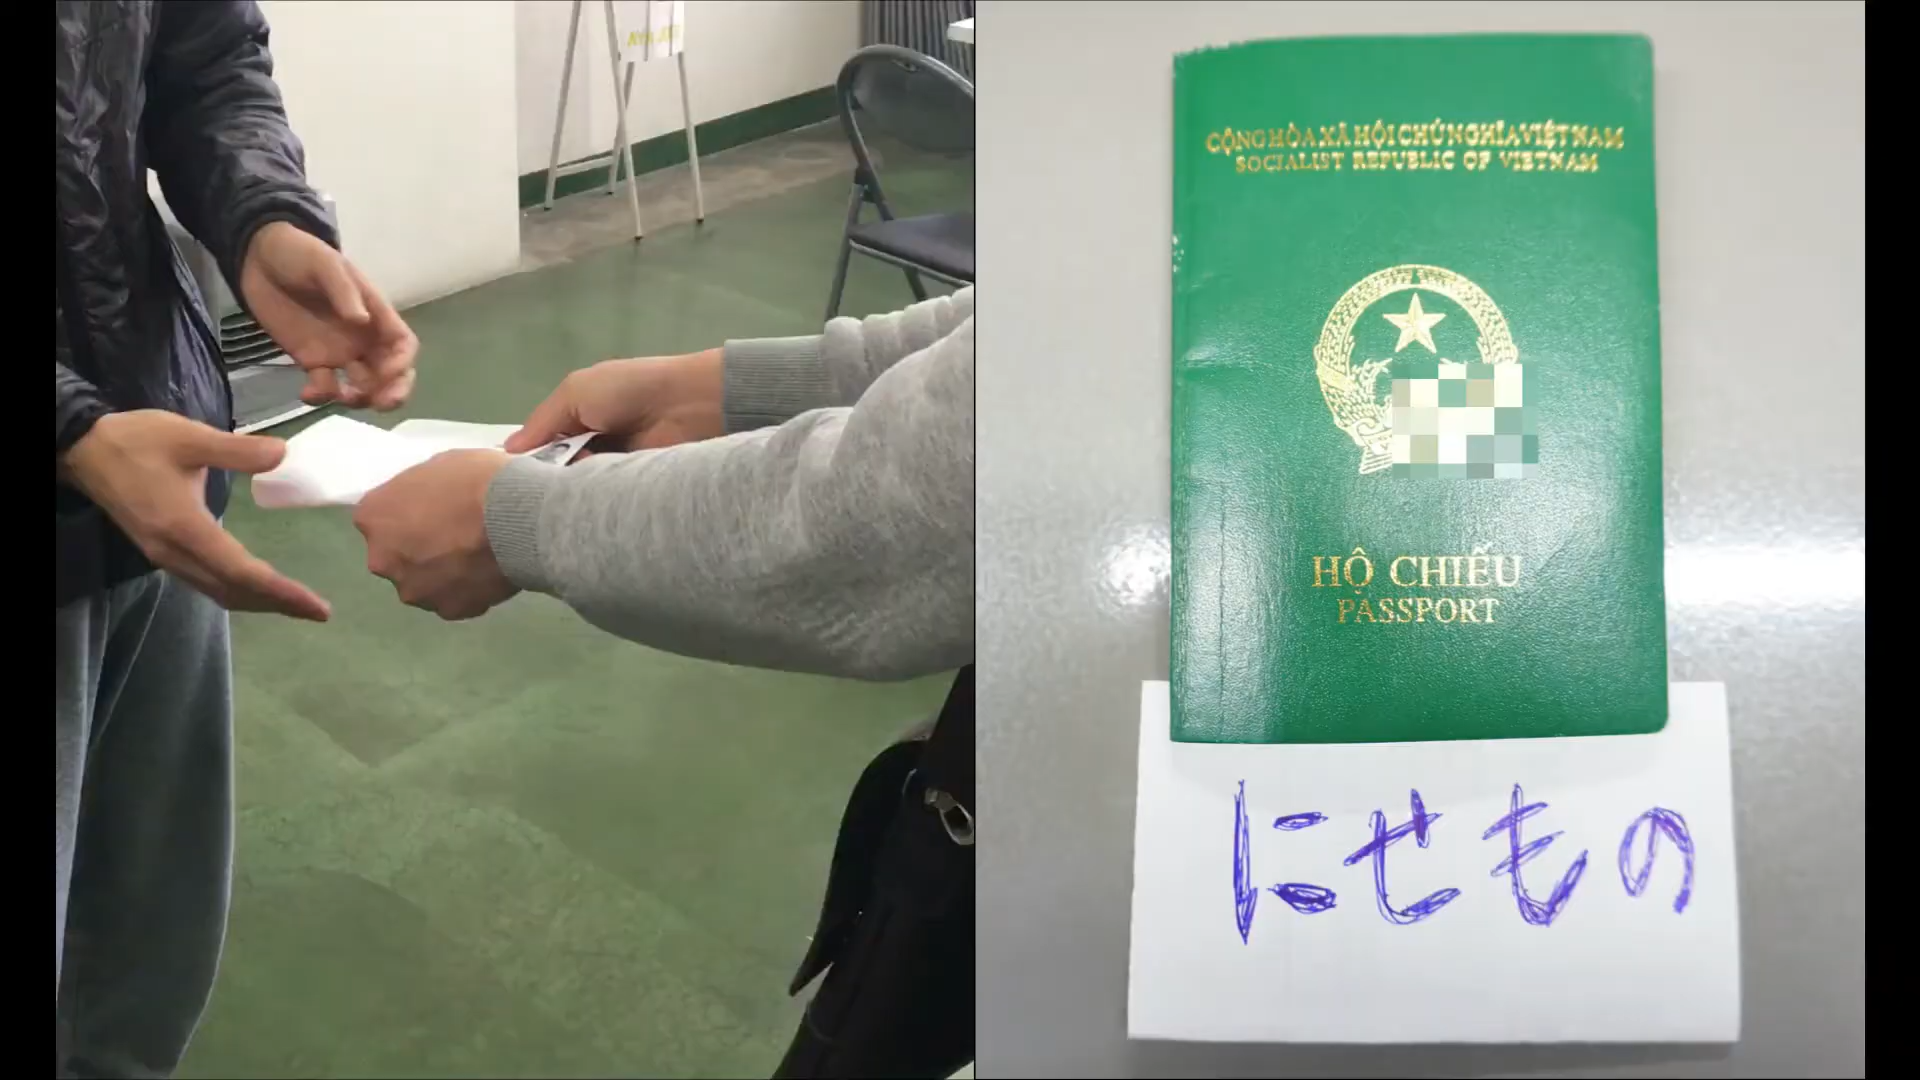 CỘNG HÒA XÃ HỘI CHỦ NGHĨA VIỆT NAM
SOCIALIST REPUBLIC OF VIETNAM
HỘ CHIẾU
PASSPORT
にせもの